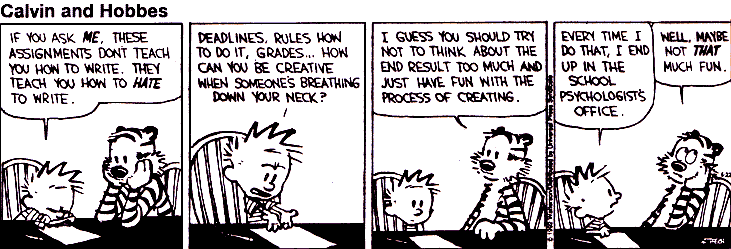 Calvin and Hobbes
IF YOU ASK ME, THESE
ASSIGNMENTS DON'T TEACH
YOU HOW TO WRITE. THEY
TEACH YOU HOW TO HATE
TO WRITE.
DEADLINES, RULES HOW
TO DO IT, GRADES... HOW
CAN YOU BE CREATIVE
WHEN SOMEONE'S BREATHING
DOWN YOUR NECK?
I GUESS YOU SHOULD TRY
NOT TO THINK ABOUT THE
END RESULT TOO MUCH AND
JUST HAVE FUN WITH THE
PROCESS OF CREATING.
EVERY TIME I
DO THAT, I END
UP IN THE
SCHOOL
PSYCHOLOGIST'S
OFFICE.
WELL, MAYBE
NOT THAT
MUCH FUN.